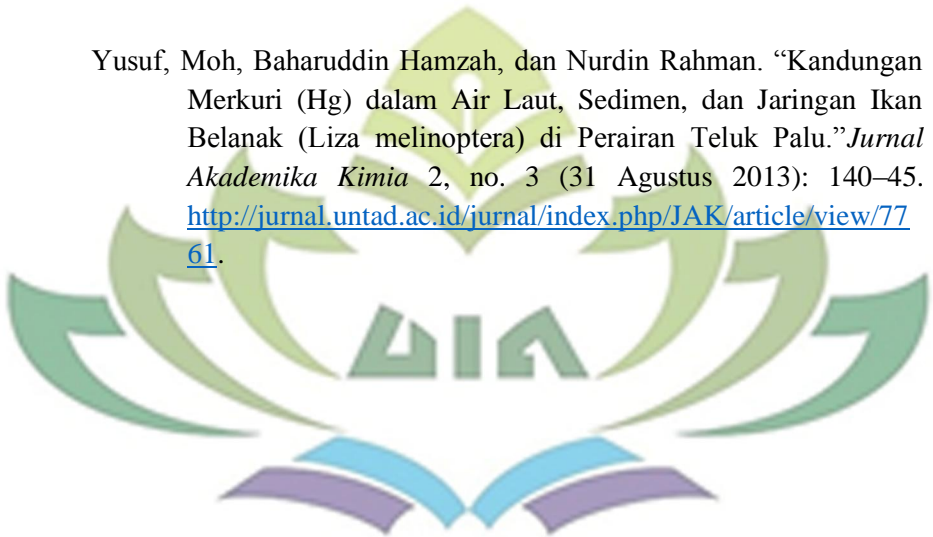 Yusuf, Moh, Baharuddin Hamzah, dan Nurdin Rahman. “Kandungan
Merkuri (Hg) dalam Air Laut, Sedimen, dan Jaringan Ikan
Belanak (Liza melinoptera) di Perairan Teluk Palu.”Jurnal
Akademika Kimia 2, no. 3 (31 Agustus 2013): 140–45.
http://jurnal.untad.ac.id/jurnal/index.php/JAK/article/view/77
61.
UIN